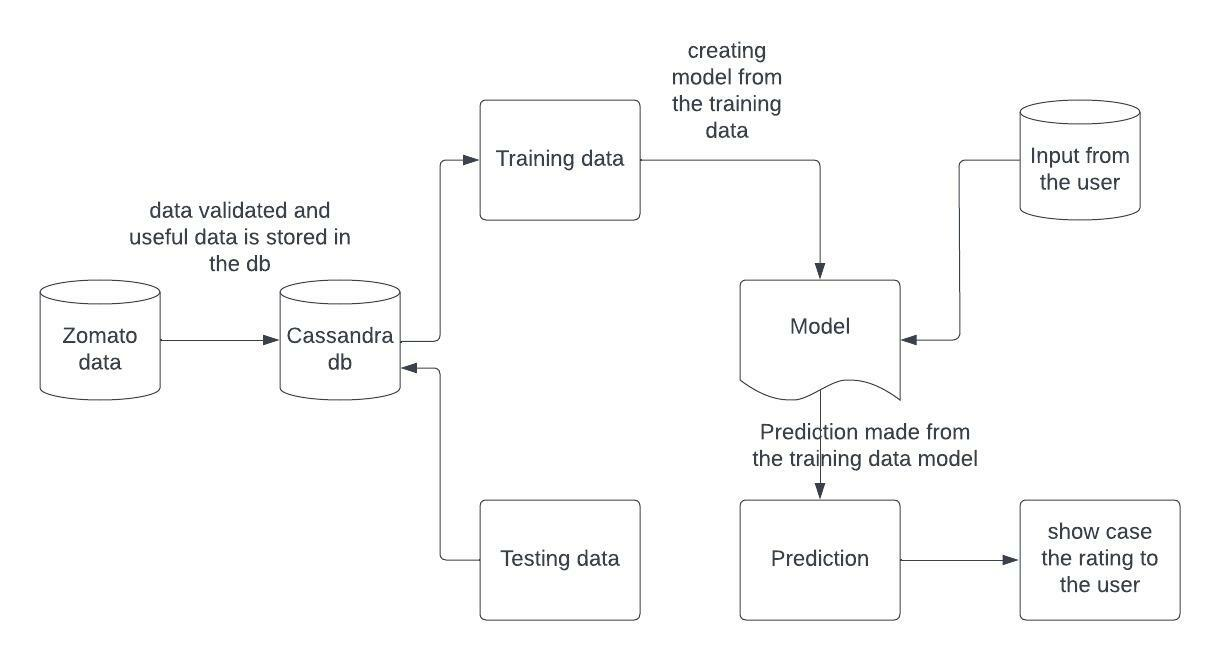 creating
model from
the training
data
Training data
Input from
the user
data validated and
useful data is stored in
the db
Zomato
data
Cassandra
db
Model
Prediction made from
the training data model
Testing data
Prediction
show case
the rating to
the user